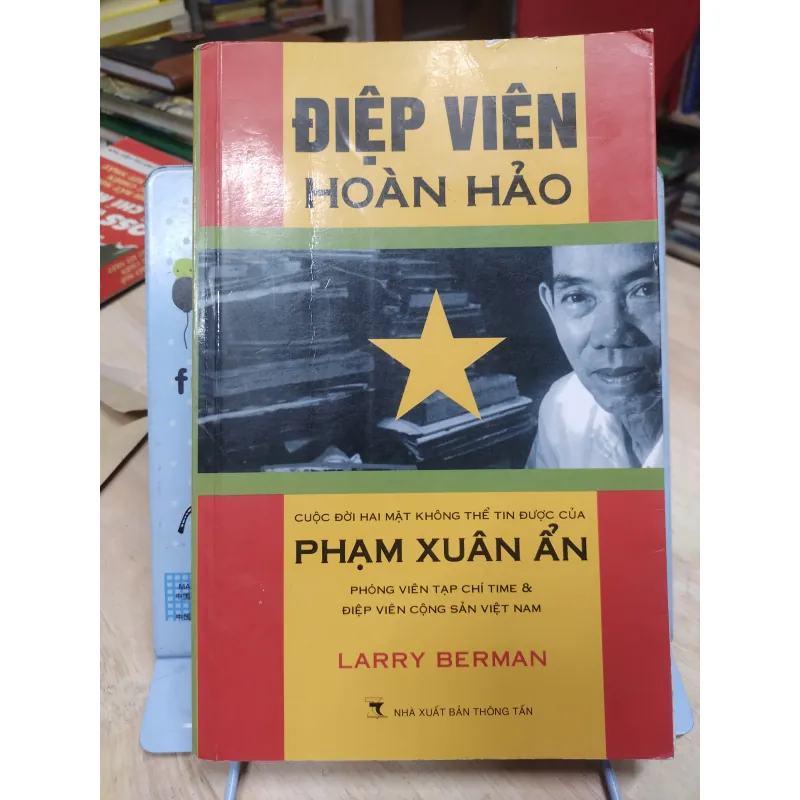 ĐIỆP VIÊN
HOÀN HẢO
CUỘC ĐỜI HAI MẶT KHÔNG THỂ TIN ĐƯỢC CỦA
PHẠM XUÂN ẨN
PHÓNG VIÊN TẠP CHÍ TIME &
ĐIỆP VIÊN CỘNG SẢN VIỆT NAM
LARRY BERMAN
NHÀ XUẤT BẢN THÔNG TẤN